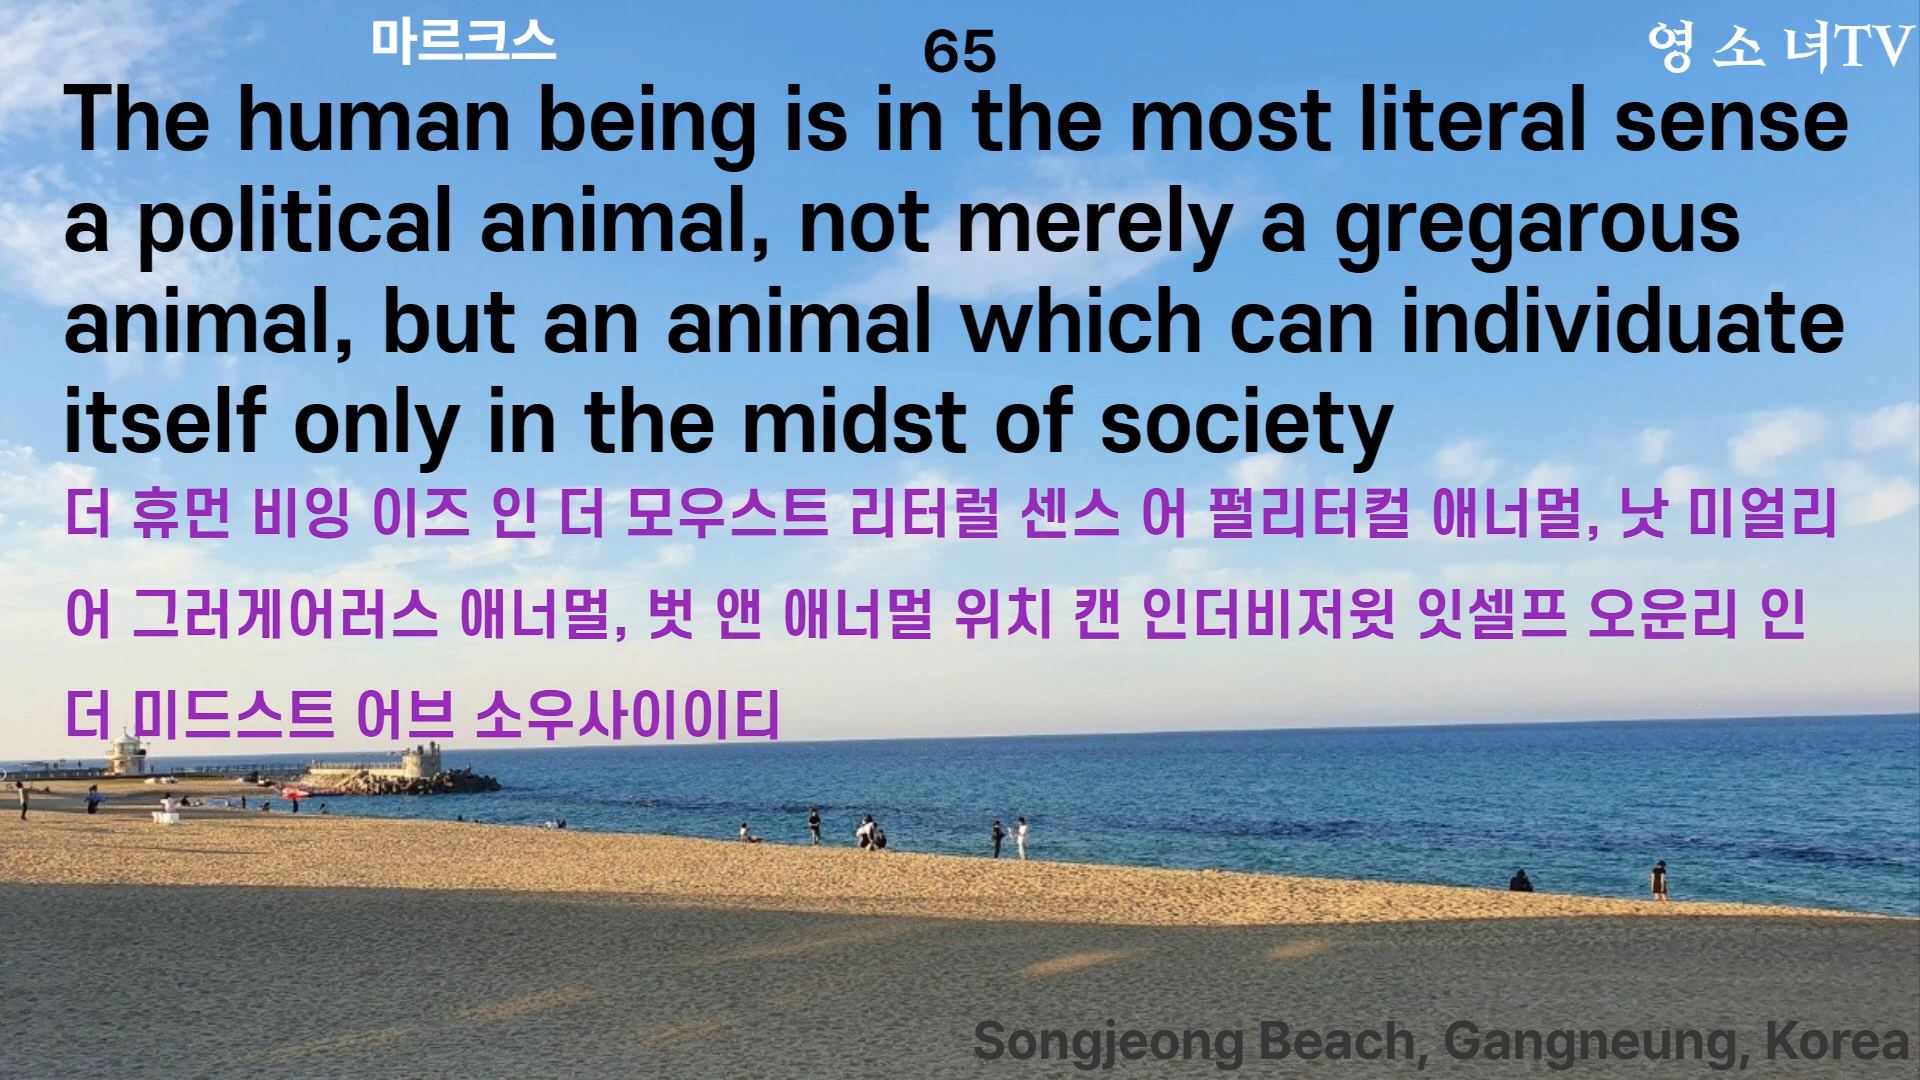 마르크스
65
영 소 녀TV
The human being is in the most literal sense
a political animal, not merely a gregarous
animal, but an animal which can individuate
itself only in the midst of society
더 휴먼 비잉 이즈 인 더 모우스트 리터럴 센스 어 펄리터컬 애너멀, 낫 미얼리
어 그러게어러스 애너멀, 벗 앤 애너멀 위치 캔 인더비저윗 잇셀프 오운리 인
더 미드스트 어브 소우사이이티
Songjeong Beach, Gangneung, Korea